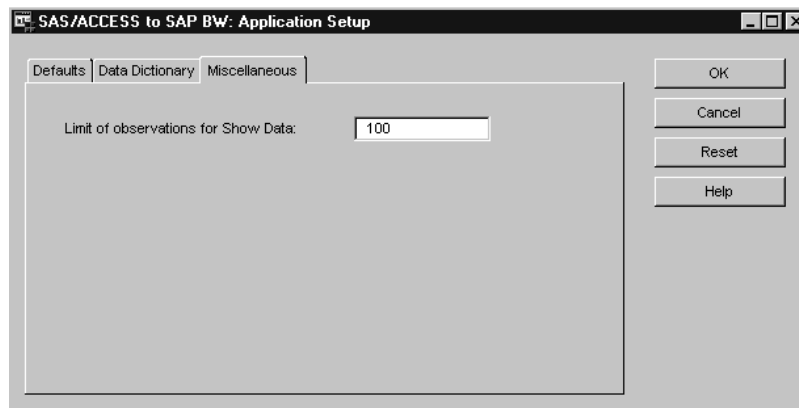 SAS/ACCESS to SAP BW: Application Setup
Defaults Data Dictionary Miscellaneous
Limit of observations for Show Data: 100
OK
Cancel
Reset
Help